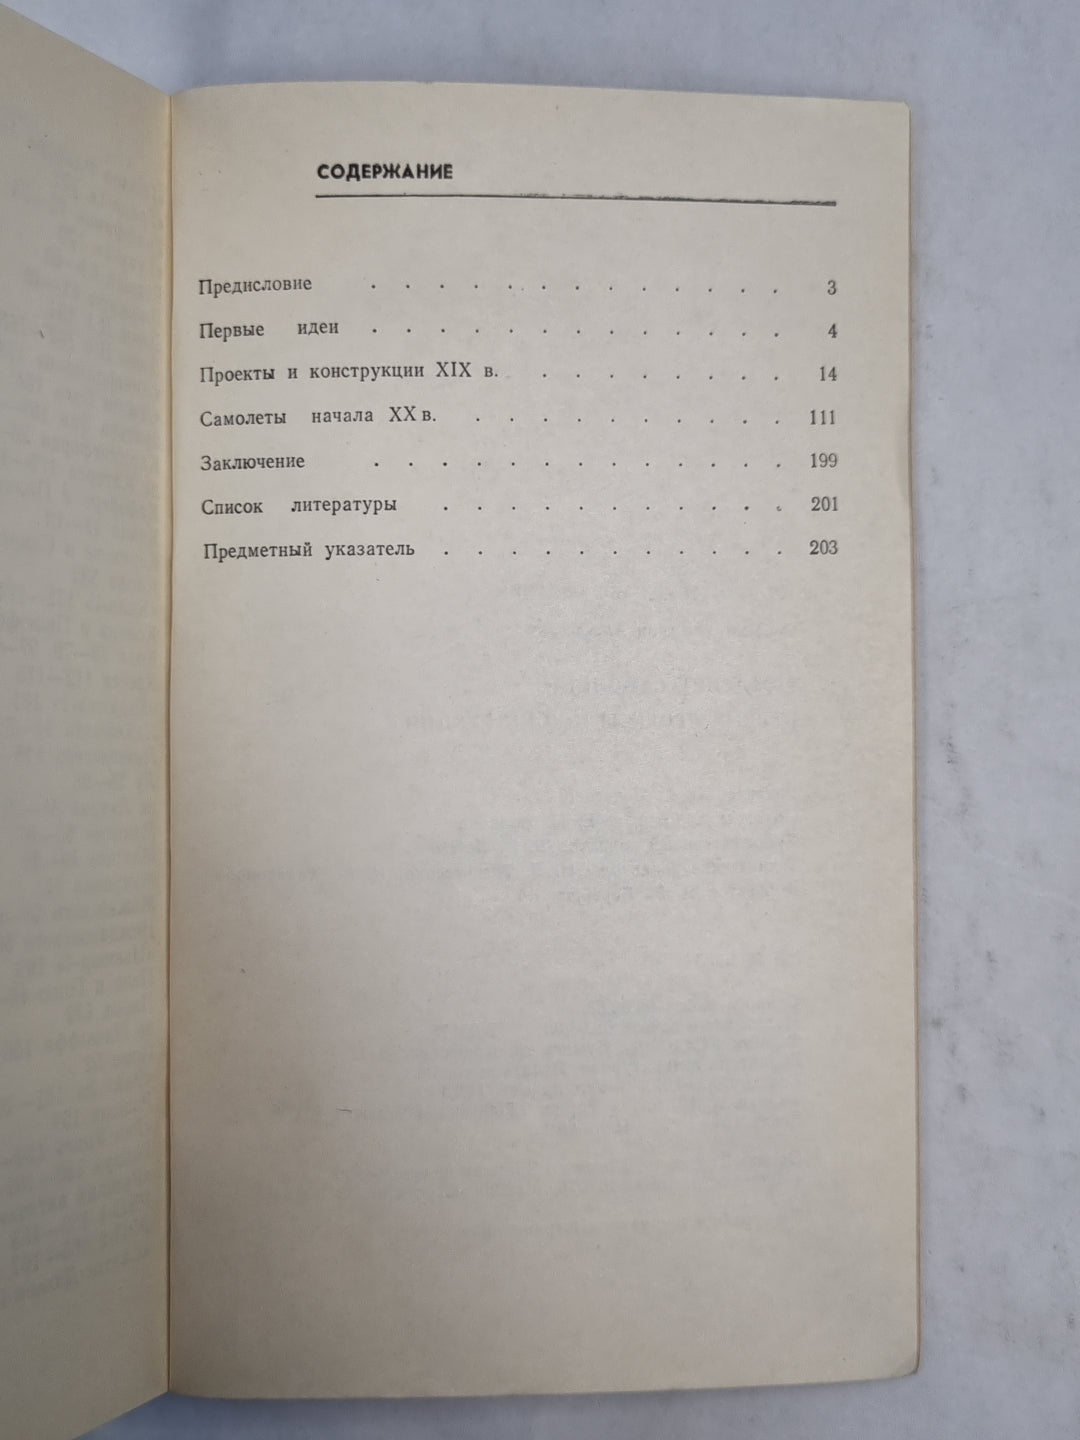 СОДЕРЖАНИЕ
Предисловие . . . . . . . . . . . . . 3
Первые идеи . . . . . . . . . . . . . 4
Проекты и конструкции XIX в. . . . . . . . . 14
Самолеты начала XX в. . . . . . . . . . . 111
Заключение . . . . . . . . . . . . . 199
Список литературы . . . . . . . . . . . 201
Предметный указатель . . . . . . . . . . . 203